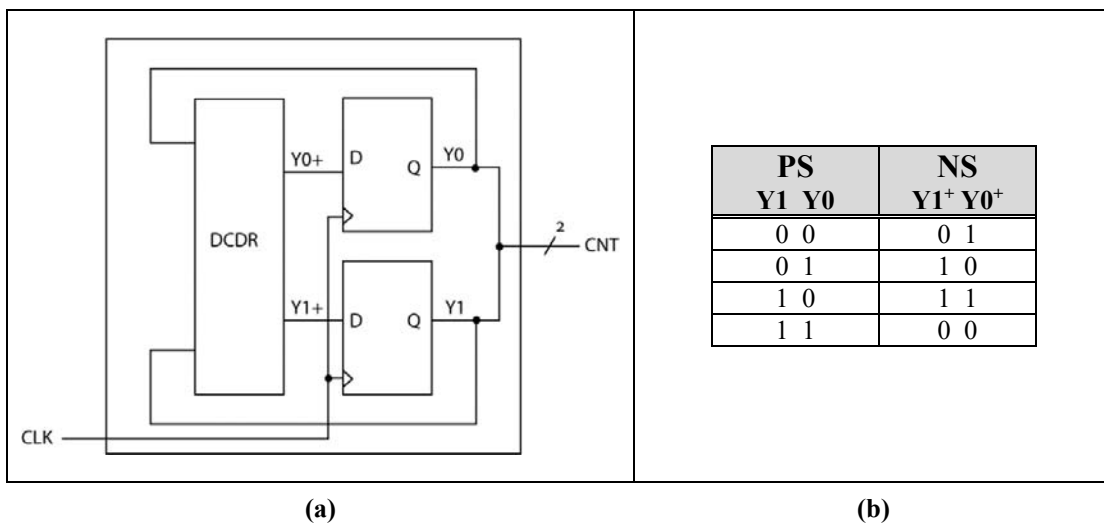 Y0+
D
Q
Y0
DCDR
2
CNT
Y1+
D
Q
Y1
CLK
PS
Y1 Y0
NS
Y1⁺ Y0⁺
0 0
0 1
0 1
1 0
1 0
1 1
1 1
0 0
(a)
(b)